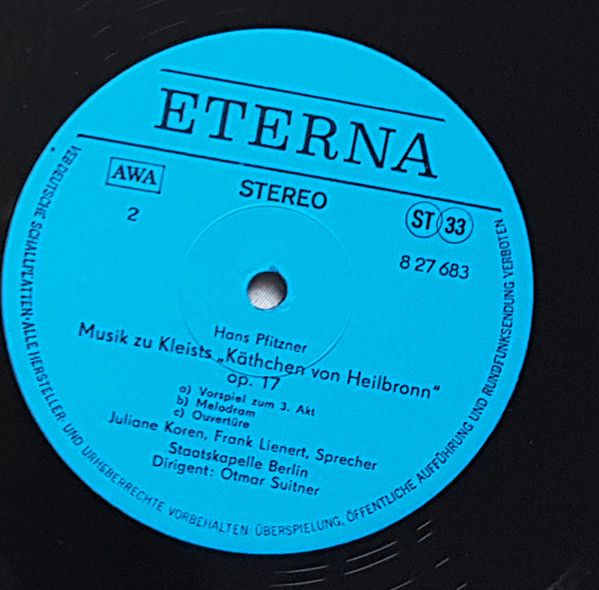 ETERNA
AWA
STEREO
ST 33
2
8 27 683
Hans Pfitzner
Musik zu Kleists „Käthchen von Heilbronn“
op. 17
a) Vorspiel zum 3. Akt
b) Melodram
c) Ouvertüre
Juliane Koren, Frank Lienert, Sprecher
Staatskapelle Berlin
Dirigent: Otmar Suitner
VEB DEUTSCHE SCHALLPLATTEN · ALLE HERSTELLER- UND URHEBERRECHTE VORBEHALTEN · ÜBERSPIELUNG, ÖFFENTLICHE AUFFÜHRUNG UND RUNDFUNKSENDUNG VERBOTEN